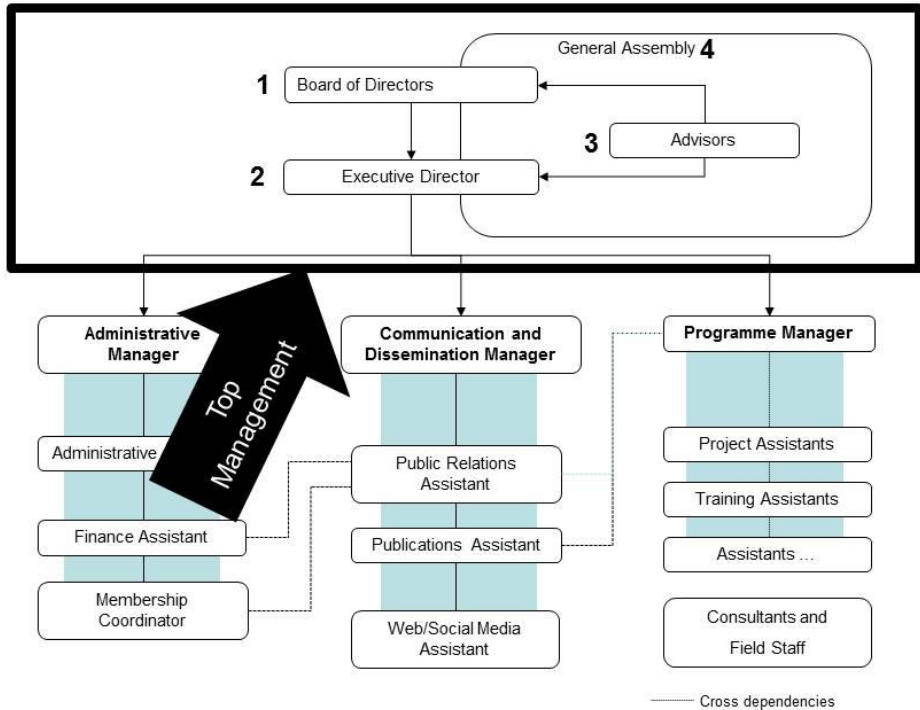 General Assembly 4
1 Board of Directors
3 Advisors
2 Executive Director
Administrative
Manager
Communication and
Dissemination Manager
Programme Manager
Top
Management
Administrative
Public Relations
Assistant
Project Assistants
Training Assistants
Finance Assistant
Publications Assistant
Assistants ...
Membership
Coordinator
Web/Social Media
Assistant
Consultants and
Field Staff
Cross dependencies